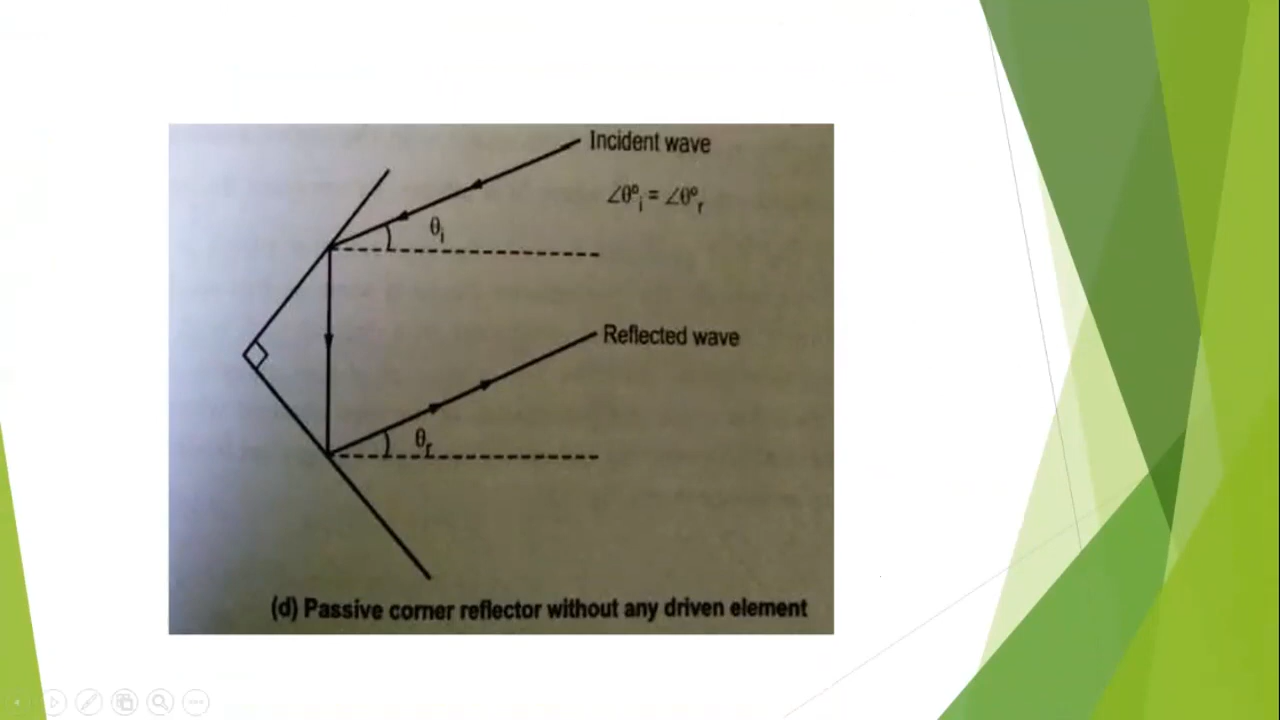 Incident wave
∠θ°i = ∠θ°r
θi
Reflected wave
θr
(d) Passive corner reflector without any driven element